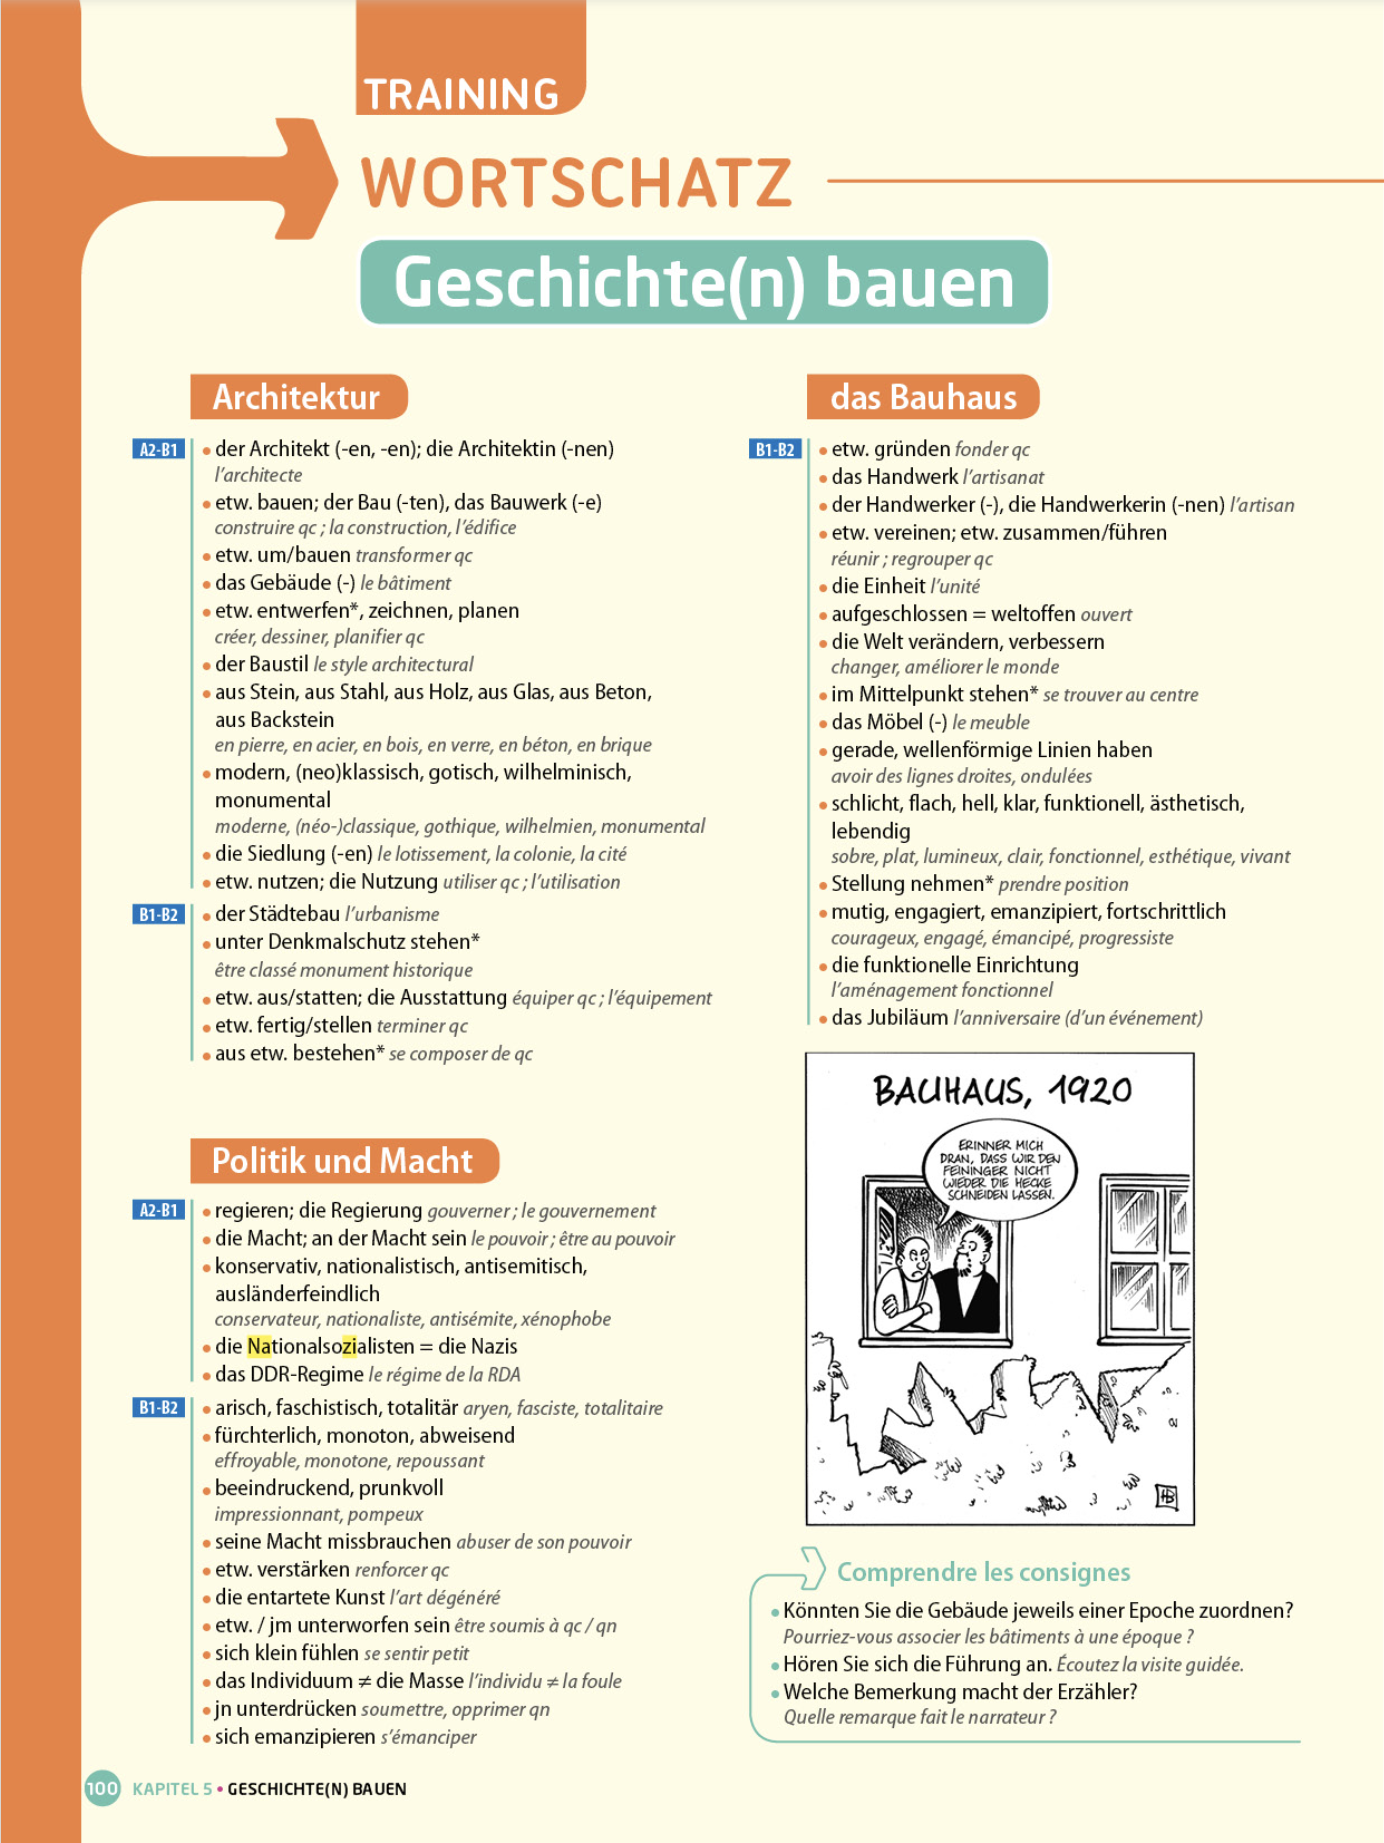 TRAINING
WORTSCHATZ
Geschichte(n) bauen
Architektur
A2-B1
• der Architekt (-en, -en); die Architektin (-nen)
l'architecte
• etw. bauen; der Bau (-ten), das Bauwerk (-e)
construire qc ; la construction, l'édifice
• etw. um/bauen transformer qc
• das Gebäude (-) le bâtiment
• etw. entwerfen*, zeichnen, planen
créer, dessiner, planifier qc
• der Baustil le style architectural
• aus Stein, aus Stahl, aus Holz, aus Glas, aus Beton,
aus Backstein
en pierre, en acier, en bois, en verre, en béton, en brique
• modern, (neo)klassisch, gotisch, wilhelminisch,
monumental
moderne, (néo-)classique, gothique, wilhelmien, monumental
• die Siedlung (-en) le lotissement, la colonie, la cité
• etw. nutzen; die Nutzung utiliser qc ; l'utilisation
B1-B2
• der Städtebau l'urbanisme
• unter Denkmalschutz stehen*
être classé monument historique
• etw. aus/statten; die Ausstattung équiper qc ; l'équipement
• etw. fertig/stellen terminer qc
• aus etw. bestehen* se composer de qc
Politik und Macht
A2-B1
• regieren; die Regierung gouverner ; le gouvernement
• die Macht; an der Macht sein le pouvoir ; être au pouvoir
• konservativ, nationalistisch, antisemitisch,
ausländerfeindlich
conservateur, nationaliste, antisémite, xénophobe
• die Nationalsozialisten = die Nazis
• das DDR-Regime le régime de la RDA
B1-B2
• arisch, faschistisch, totalitär aryen, fasciste, totalitaire
• fürchterlich, monoton, abweisend
effroyable, monotone, repoussant
• beeindruckend, prunkvoll
impressionnant, pompeux
• seine Macht missbrauchen abuser de son pouvoir
• etw. verstärken renforcer qc
• die entartete Kunst l'art dégénéré
• etw. / jm unterworfen sein être soumis à qc / qn
• sich klein fühlen se sentir petit
• das Individuum ≠ die Masse l'individu ≠ la foule
• jn unterdrücken soumettre, opprimer qn
• sich emanzipieren s'émanciper
das Bauhaus
B1-B2
• etw. gründen fonder qc
• das Handwerk l'artisanat
• der Handwerker (-), die Handwerkerin (-nen) l'artisan
• etw. vereinen; etw. zusammen/führen
réunir ; regrouper qc
• die Einheit l'unité
• aufgeschlossen = weltoffen ouvert
• die Welt verändern, verbessern
changer, améliorer le monde
• im Mittelpunkt stehen* se trouver au centre
• das Möbel (-) le meuble
• gerade, wellenförmige Linien haben
avoir des lignes droites, ondulées
• schlicht, flach, hell, klar, funktionell, ästhetisch,
lebendig
sobre, plat, lumineux, clair, fonctionnel, esthétique, vivant
• Stellung nehmen* prendre position
• mutig, engagiert, emanzipiert, fortschrittlich
courageux, engagé, émancipé, progressiste
• die funktionelle Einrichtung
l'aménagement fonctionnel
• das Jubiläum l'anniversaire (d'un événement)
BAUHAUS, 1920
ERINNER MICH
DRAN, DASS WIR DEN
FEININGER NICHT
WIEDER DIE HECKE
SCHNEIDEN LASSEN.
Comprendre les consignes
• Könnten Sie die Gebäude jeweils einer Epoche zuordnen?
Pourriez-vous associer les bâtiments à une époque ?
• Hören Sie sich die Führung an. Écoutez la visite guidée.
• Welche Bemerkung macht der Erzähler?
Quelle remarque fait le narrateur ?
100 KAPITEL 5 • GESCHICHTE(N) BAUEN